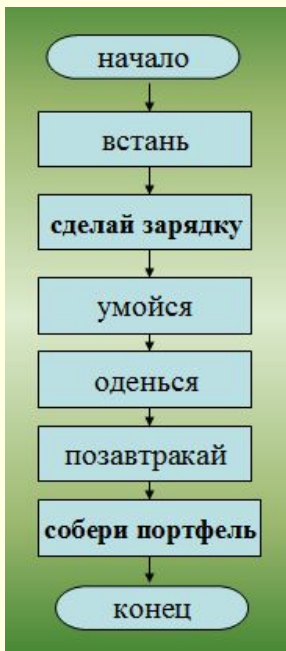 начало
встань
сделай зарядку
умойся
оденься
позавтракай
собери портфель
конец